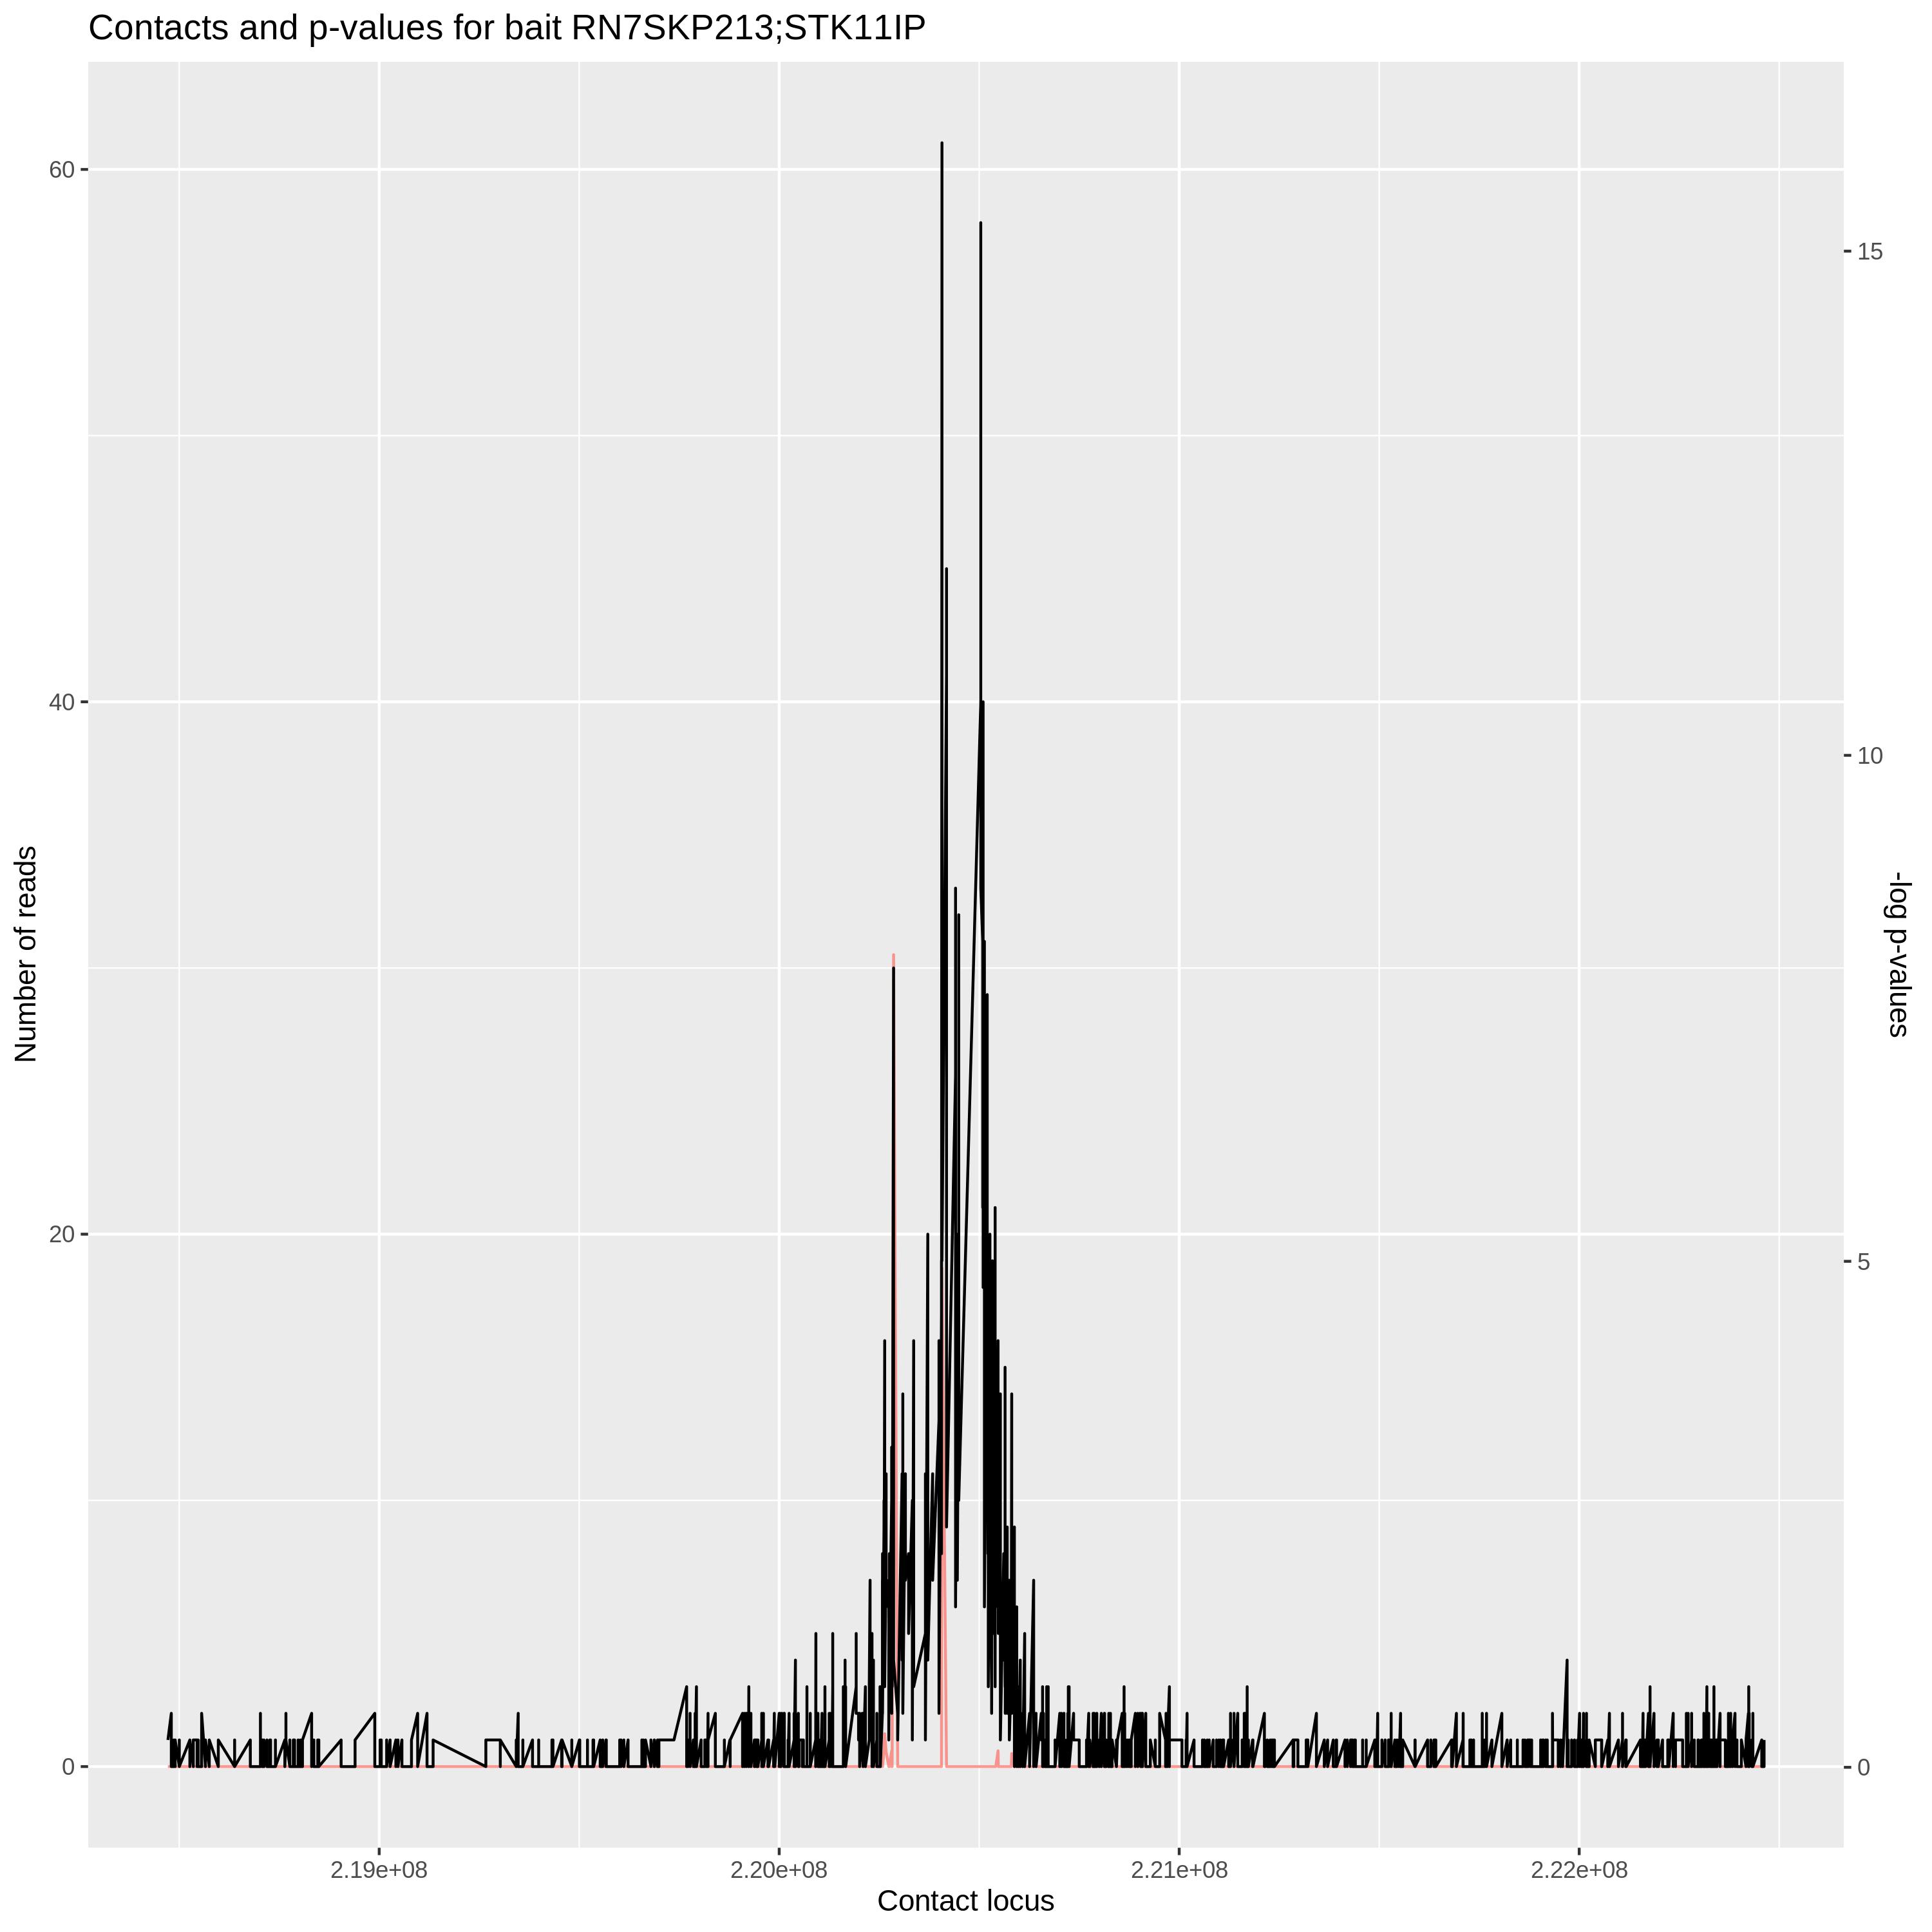 Contacts and p-values for bait RN7SKP213;STK11IP
60
40
20
0
Number of reads
15
10
5
0
-log p-values
2.19e+08
2.20e+08
2.21e+08
2.22e+08
Contact locus